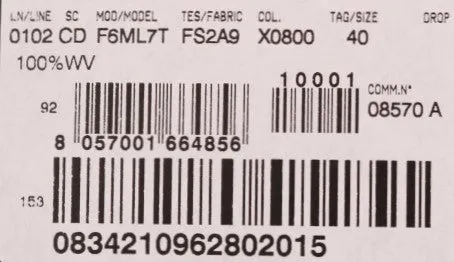 LN/LINE SC MOD/MODEL TES/FABRIC COL. TAG/SIZE DROP
0102 CD F6ML7T FS2A9 X0800 40
100%WV
10001
COMM.N°
92
08570 A
8 057001 664856
153
0834210962802015